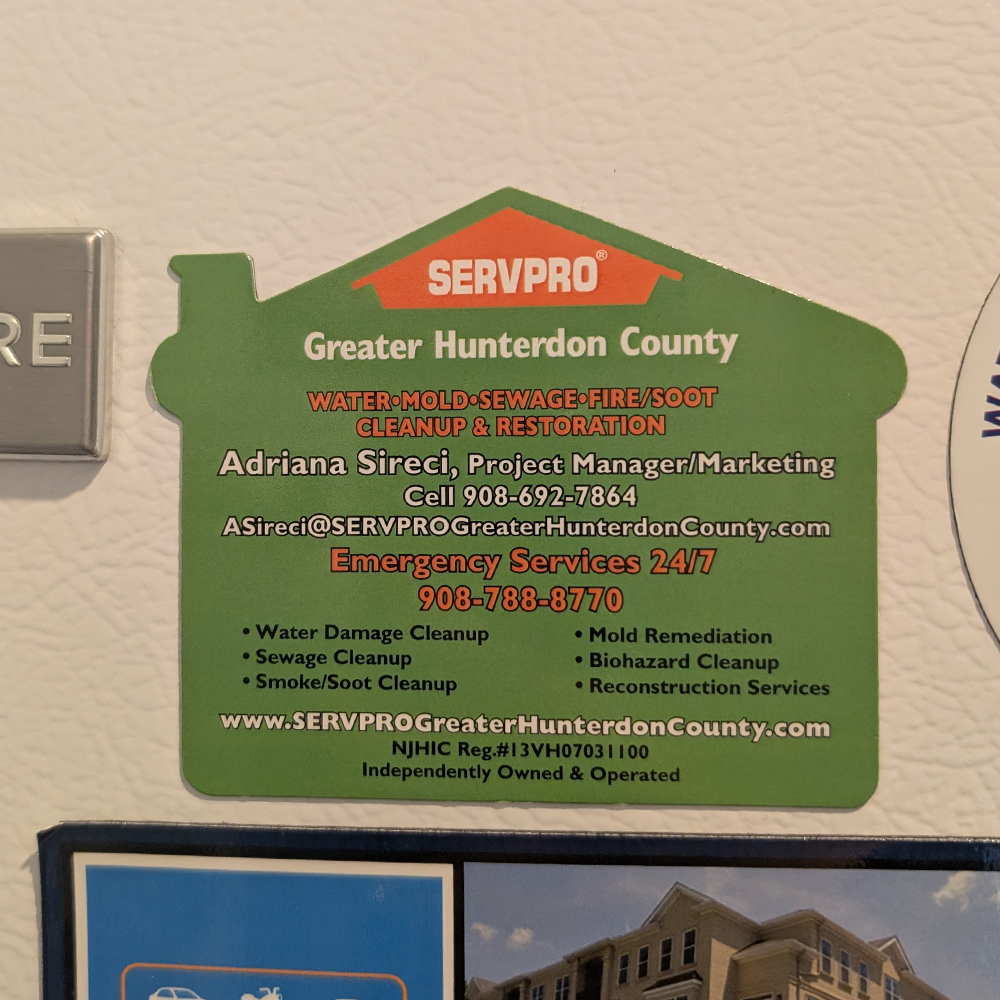 SERVPRO®
Greater Hunterdon County
WATER•MOLD•SEWAGE•FIRE/SOOT
CLEANUP & RESTORATION
Adriana Sireci, Project Manager/Marketing
Cell 908-692-7864
ASireci@SERVPROGreaterHunterdonCounty.com
Emergency Services 24/7
908-788-8770
• Water Damage Cleanup
• Sewage Cleanup
• Smoke/Soot Cleanup
• Mold Remediation
• Biohazard Cleanup
• Reconstruction Services
www.SERVPROGreaterHunterdonCounty.com
NJHIC Reg.#13VH07031100
Independently Owned & Operated
RE